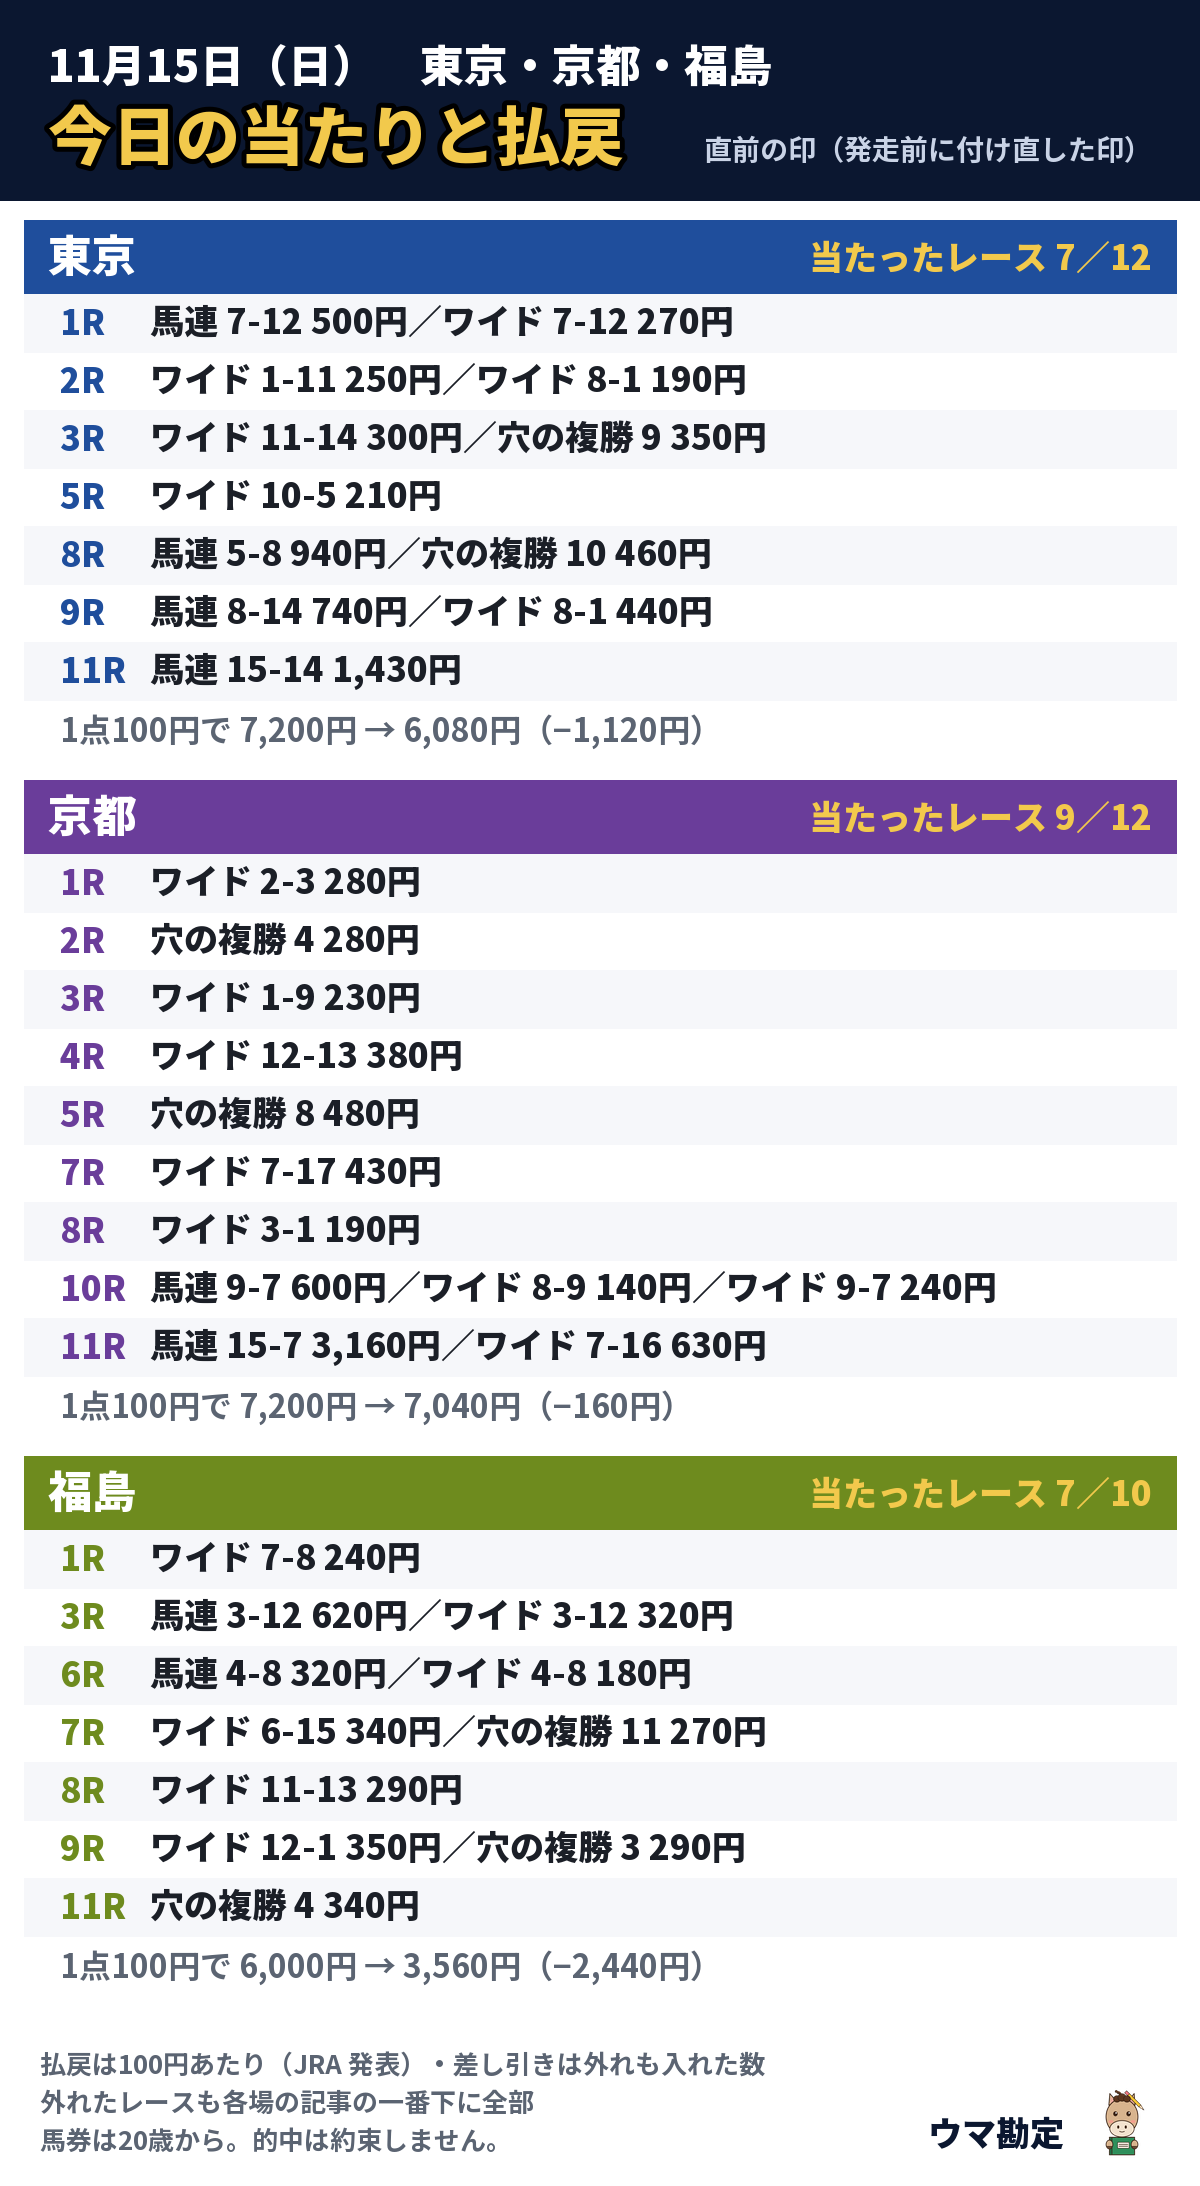 11月15日（日）　東京・京都・福島
今日の当たりと払戻
直前の印（発走前に付け直した印）
東京
当たったレース 7／12
1R 馬連 7-12 500円／ワイド 7-12 270円
2R ワイド 1-11 250円／ワイド 8-1 190円
3R ワイド 11-14 300円／穴の複勝 9 350円
5R ワイド 10-5 210円
8R 馬連 5-8 940円／穴の複勝 10 460円
9R 馬連 8-14 740円／ワイド 8-1 440円
11R 馬連 15-14 1,430円
1点100円で 7,200円 → 6,080円（−1,120円）
京都
当たったレース 9／12
1R ワイド 2-3 280円
2R 穴の複勝 4 280円
3R ワイド 1-9 230円
4R ワイド 12-13 380円
5R 穴の複勝 8 480円
7R ワイド 7-17 430円
8R ワイド 3-1 190円
10R 馬連 9-7 600円／ワイド 8-9 140円／ワイド 9-7 240円
11R 馬連 15-7 3,160円／ワイド 7-16 630円
1点100円で 7,200円 → 7,040円（−160円）
福島
当たったレース 7／10
1R ワイド 7-8 240円
3R 馬連 3-12 620円／ワイド 3-12 320円
6R 馬連 4-8 320円／ワイド 4-8 180円
7R ワイド 6-15 340円／穴の複勝 11 270円
8R ワイド 11-13 290円
9R ワイド 12-1 350円／穴の複勝 3 290円
11R 穴の複勝 4 340円
1点100円で 6,000円 → 3,560円（−2,440円）
払戻は100円あたり（JRA 発表）・差し引きは外れも入れた数
外れたレースも各場の記事の一番下に全部
馬券は20歳から。的中は約束しません。
ウマ勘定